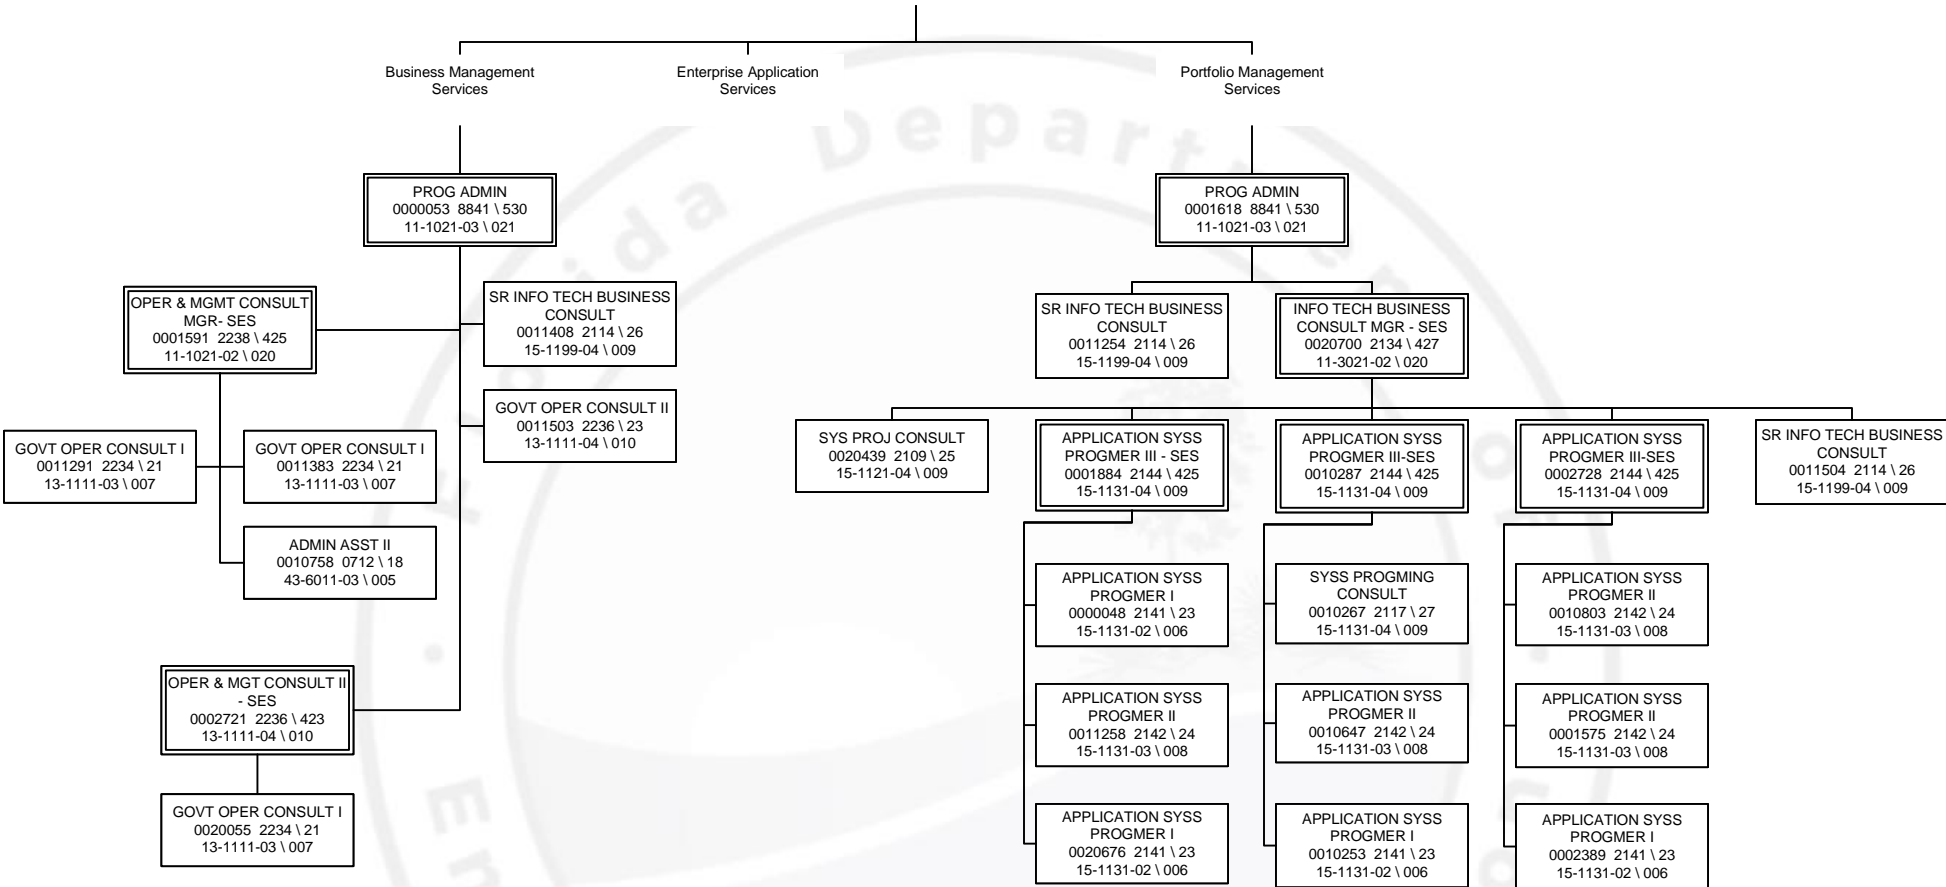 Business Management
Services
Enterprise Application
Services
Portfolio Management
Services
PROG ADMIN
0000053 8841 \ 530
11-1021-03 \ 021
PROG ADMIN
0001618 8841 \ 530
11-1021-03 \ 021
OPER & MGMT CONSULT
MGR- SES
0001591 2238 \ 425
11-1021-02 \ 020
SR INFO TECH BUSINESS
CONSULT
0011408 2114 \ 26
15-1199-04 \ 009
GOVT OPER CONSULT II
0011503 2236 \ 23
13-1111-04 \ 010
GOVT OPER CONSULT I
0011291 2234 \ 21
13-1111-03 \ 007
GOVT OPER CONSULT I
0011383 2234 \ 21
13-1111-03 \ 007
ADMIN ASST II
0010758 0712 \ 18
43-6011-03 \ 005
OPER & MGT CONSULT II
- SES
0002721 2236 \ 423
13-1111-04 \ 010
GOVT OPER CONSULT I
0020055 2234 \ 21
13-1111-03 \ 007
SR INFO TECH BUSINESS
CONSULT
0011254 2114 \ 26
15-1199-04 \ 009
INFO TECH BUSINESS
CONSULT MGR - SES
0020700 2134 \ 427
11-3021-02 \ 020
SYS PROJ CONSULT
0020439 2109 \ 25
15-1121-04 \ 009
APPLICATION SYSS
PROGMER III - SES
0001884 2144 \ 425
15-1131-04 \ 009
APPLICATION SYSS
PROGMER III-SES
0010287 2144 \ 425
15-1131-04 \ 009
APPLICATION SYSS
PROGMER III-SES
0002728 2144 \ 425
15-1131-04 \ 009
SR INFO TECH BUSINESS
CONSULT
0011504 2114 \ 26
15-1199-04 \ 009
APPLICATION SYSS
PROGMER I
0000048 2141 \ 23
15-1131-02 \ 006
SYSS PROGMING
CONSULT
0010267 2117 \ 27
15-1131-04 \ 009
APPLICATION SYSS
PROGMER II
0010803 2142 \ 24
15-1131-03 \ 008
APPLICATION SYSS
PROGMER II
0011258 2142 \ 24
15-1131-03 \ 008
APPLICATION SYSS
PROGMER II
0010647 2142 \ 24
15-1131-03 \ 008
APPLICATION SYSS
PROGMER II
0001575 2142 \ 24
15-1131-03 \ 008
APPLICATION SYSS
PROGMER I
0020676 2141 \ 23
15-1131-02 \ 006
APPLICATION SYSS
PROGMER I
0010253 2141 \ 23
15-1131-02 \ 006
APPLICATION SYSS
PROGMER I
0002389 2141 \ 23
15-1131-02 \ 006